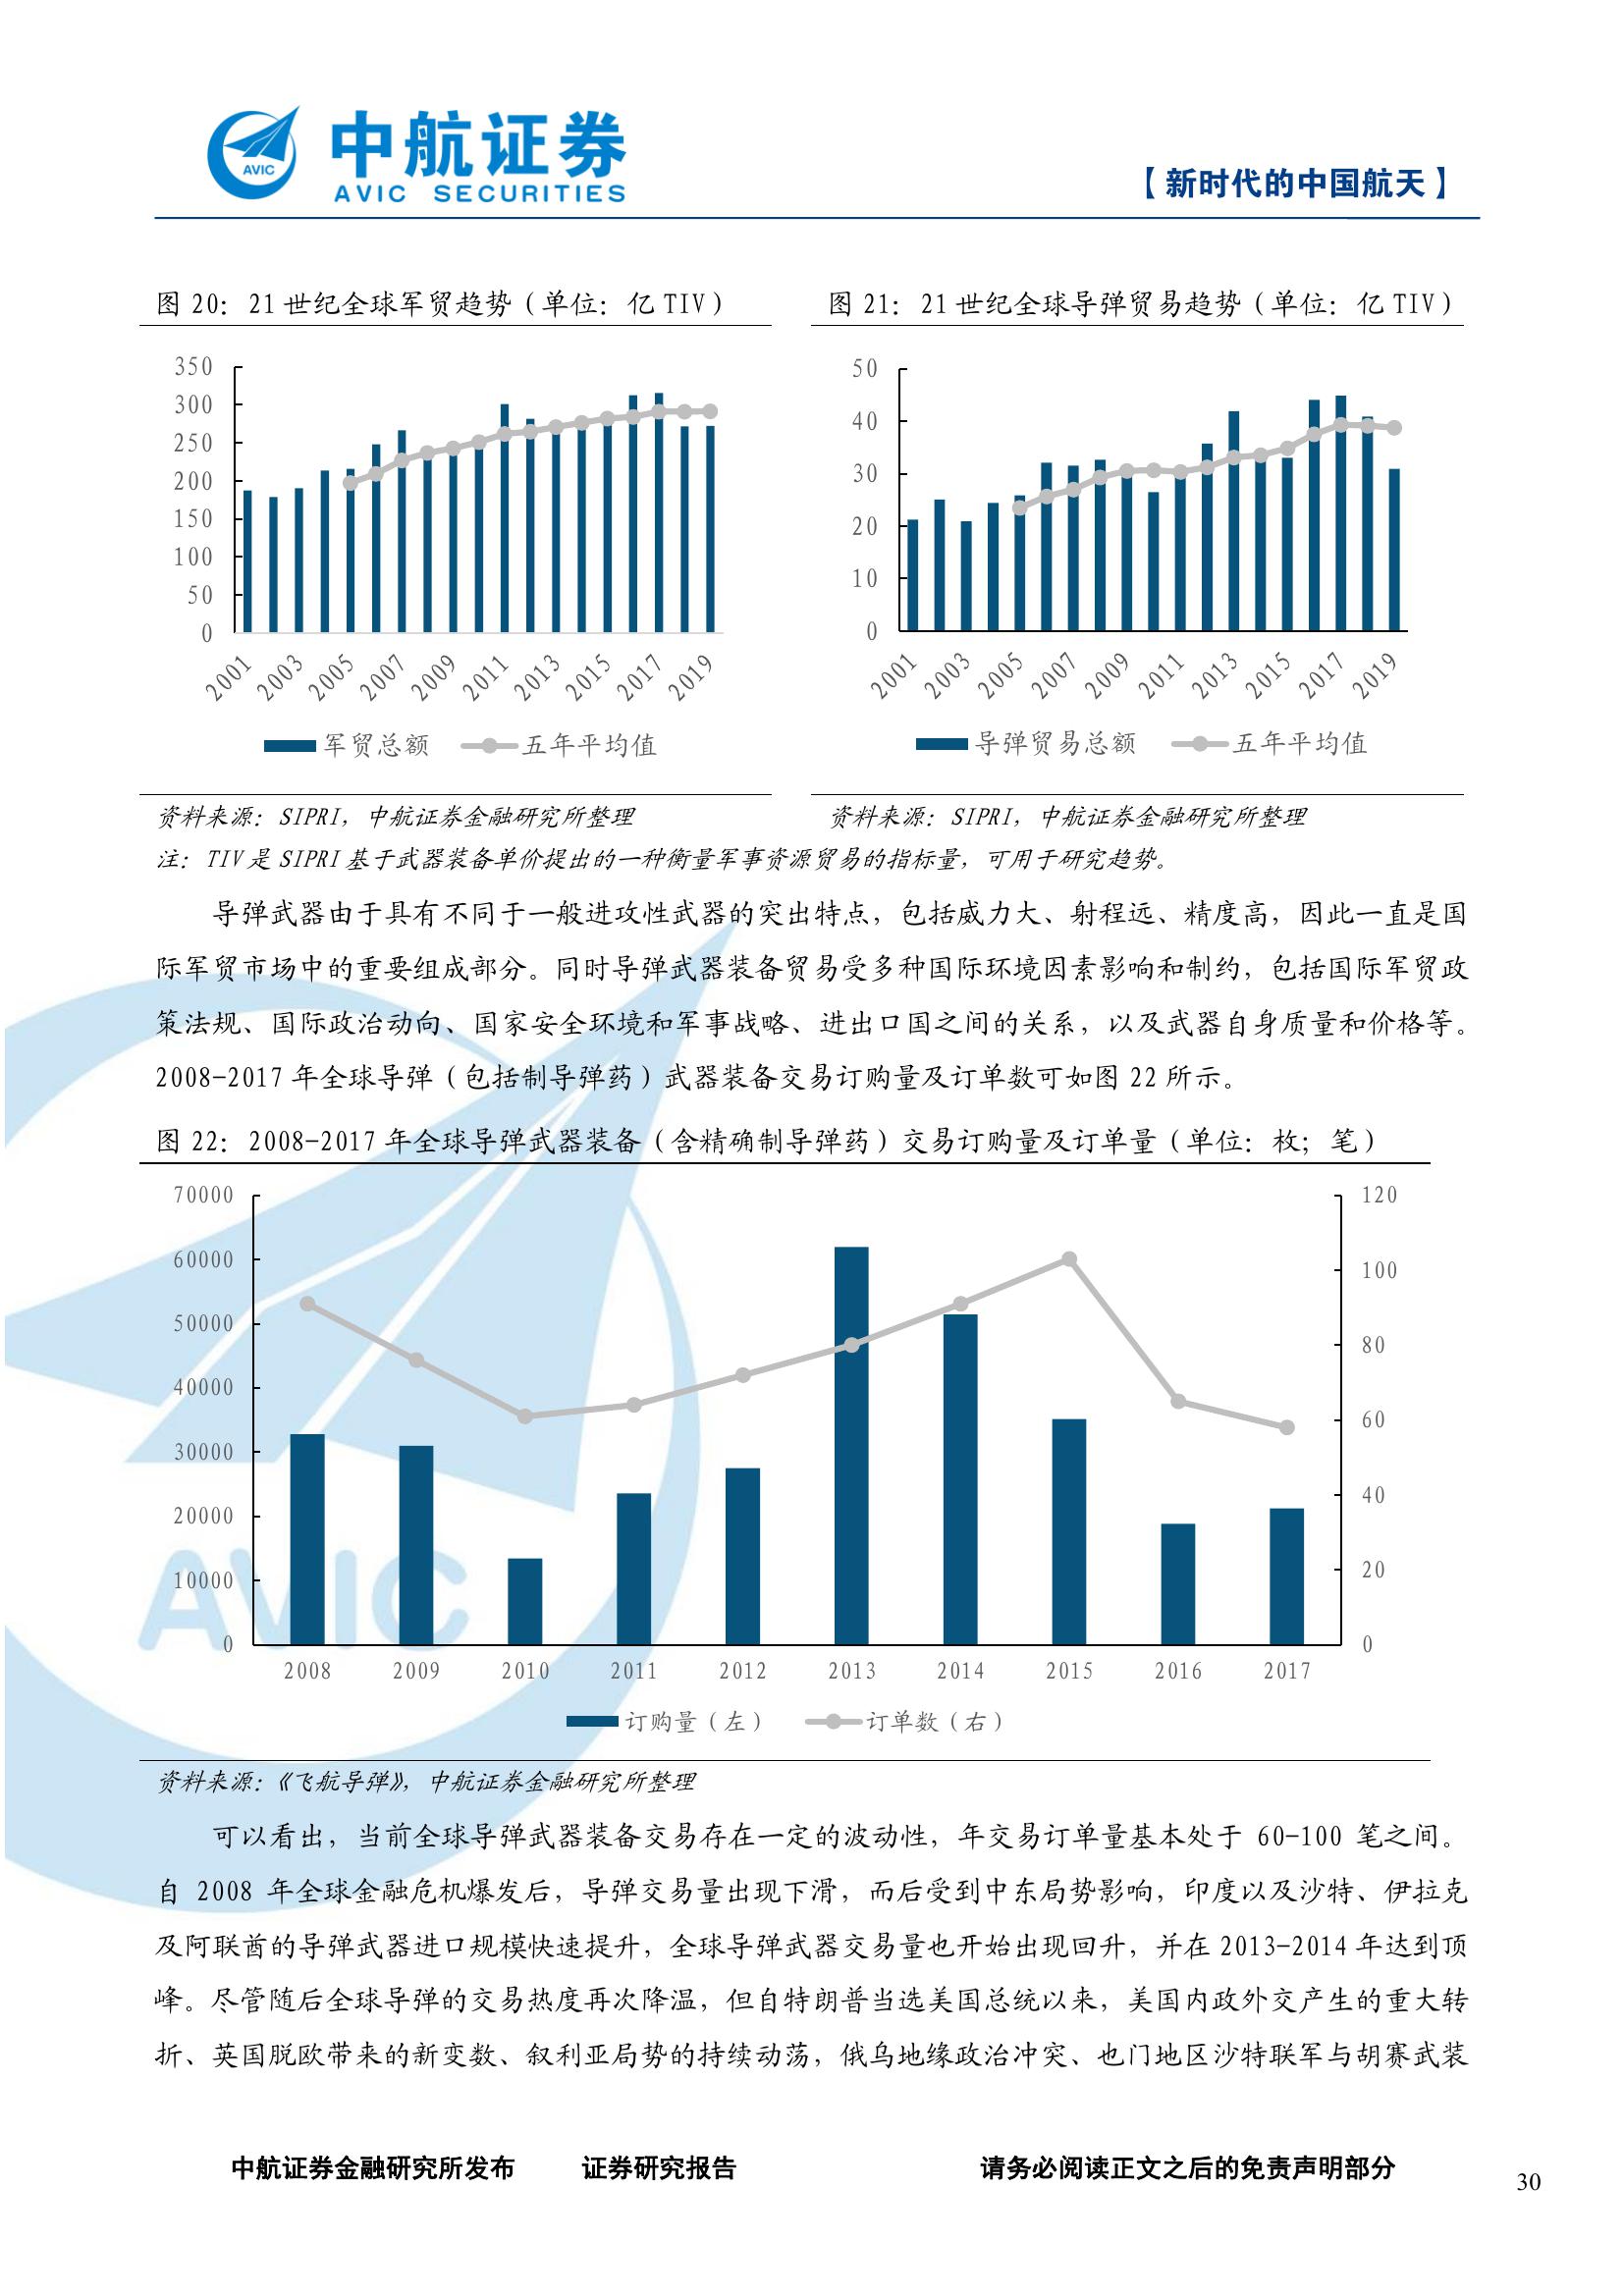 中航证券
AVIC SECURITIES
AVIC
【新时代的中国航天】
图 20： 21 世纪全球军贸趋势（单位：亿 TIV）
350
300
250
200
150
100
50
0
2001 2003 2005 2007 2009 2011 2013 2015 2017 2019
军贸总额 五年平均值
资料来源：SIPRI，中航证券金融研究所整理
图 21： 21 世纪全球导弹贸易趋势（单位：亿 TIV）
50
40
30
20
10
0
2001 2003 2005 2007 2009 2011 2013 2015 2017 2019
导弹贸易总额 五年平均值
资料来源：SIPRI，中航证券金融研究所整理
注：TIV 是 SIPRI 基于武器装备单价提出的一种衡量军事资源贸易的指标量，可用于研究趋势。
导弹武器由于具有不同于一般进攻性武器的突出特点，包括威力大、射程远、精度高，因此一直是国
际军贸市场中的重要组成部分。同时导弹武器装备贸易受多种国际环境因素影响和制约，包括国际军贸政
策法规、国际政治动向、国家安全环境和军事战略、进出口国之间的关系，以及武器自身质量和价格等。
2008-2017 年全球导弹（包括制导弹药）武器装备交易订购量及订单数可如图 22 所示。
图 22： 2008-2017 年全球导弹武器装备（含精确制导弹药）交易订购量及订单量（单位：枚；笔）
70000
60000
50000
40000
30000
20000
10000
0
120
100
80
60
40
20
0
2008 2009 2010 2011 2012 2013 2014 2015 2016 2017
订购量（左） 订单数（右）
AVIC
资料来源：《飞航导弹》，中航证券金融研究所整理
可以看出，当前全球导弹武器装备交易存在一定的波动性，年交易订单量基本处于 60-100 笔之间。
自 2008 年全球金融危机爆发后，导弹交易量出现下滑，而后受到中东局势影响，印度以及沙特、伊拉克
及阿联酋的导弹武器进口规模快速提升，全球导弹武器交易量也开始出现回升，并在 2013-2014 年达到顶
峰。尽管随后全球导弹的交易热度再次降温，但自特朗普当选美国总统以来，美国内政外交产生的重大转
折、英国脱欧带来的新变数、叙利亚局势的持续动荡，俄乌地缘政治冲突、也门地区沙特联军与胡赛武装
中航证券金融研究所发布 证券研究报告 请务必阅读正文之后的免责声明部分
30